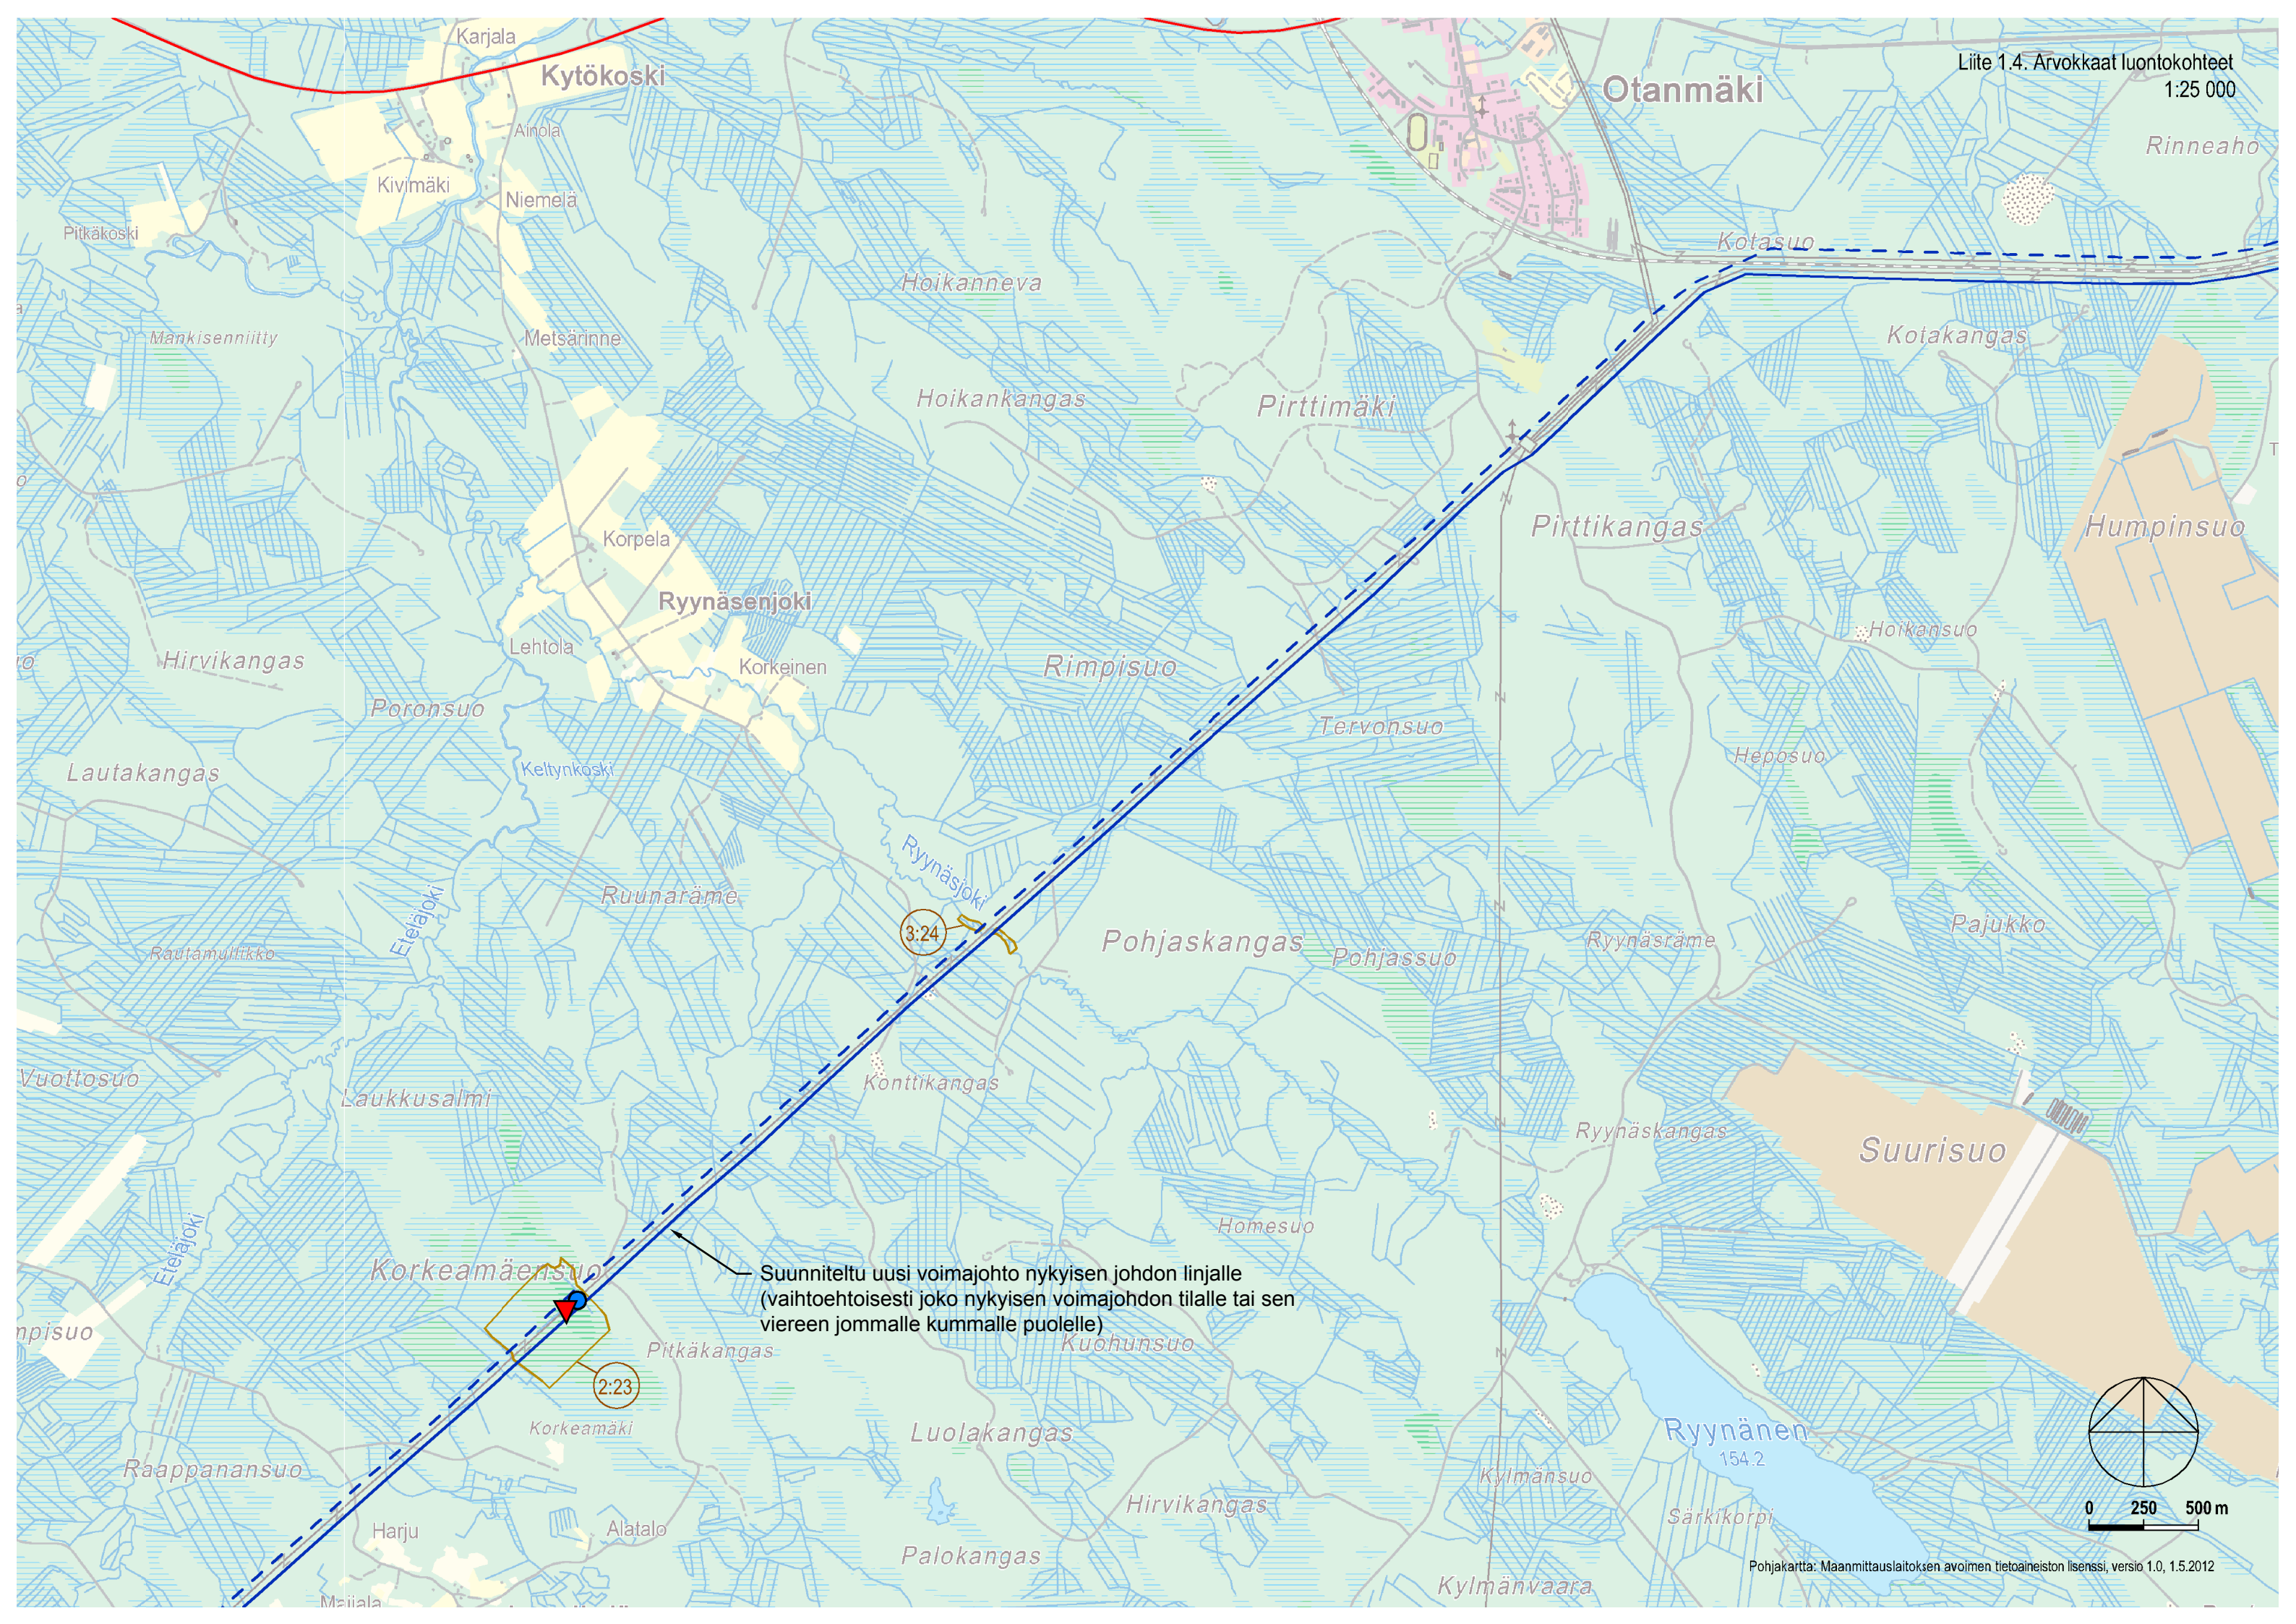 Karjala
Kytökoski
Otanmäki
Liite 1.4. Arvokkaat luontokohteet
1:25 000
Ainola
Rinneaho
Kivimäki
Niemelä
Pitkäkoski
Kotasuo
Hoikanneva
Mankisenniitty
Metsärinne
Kotakangas
Hoikankangas
Pirttimäki
Korpela
Pirttikangas
Humpinsuo
Ryynäsenjoki
Hoikansuo
Lehtola
Hirvikangas
Korkeinen
Rimpisuo
Poronsuo
Tervonsuo
Heposuo
Lautakangas
Keltynkoski
Ryynäsjoki
Ruunaräme
Eteläjoki
3:24
Pajukko
Pohjaskangas
Ryynäsräme
Rautamullikko
Pohjassuo
Vuottosuo
Konttikangas
Laukkusalmi
Ryynäskangas
Suurisuo
Homesuo
Eteläjoki
Korkeamäensuo
Suunniteltu uusi voimajohto nykyisen johdon linjalle
(vaihtoehtoisesti joko nykyisen voimajohdon tilalle tai sen
viereen jommalle kummalle puolelle)
mpisuo
Pitkäkangas
Kuohunsuo
2:23
Korkeamäki
Luolakangas
Ryynänen
154.2
Raappanansuo
Kylmänsuo
Hirvikangas
0 250 500 m
Särkikorpi
Harju
Alatalo
Palokangas
Pohjakartta: Maanmittauslaitoksen avoimen tietoaineiston lisenssi, versio 1.0, 1.5.2012
Kylmänvaara
Maijala